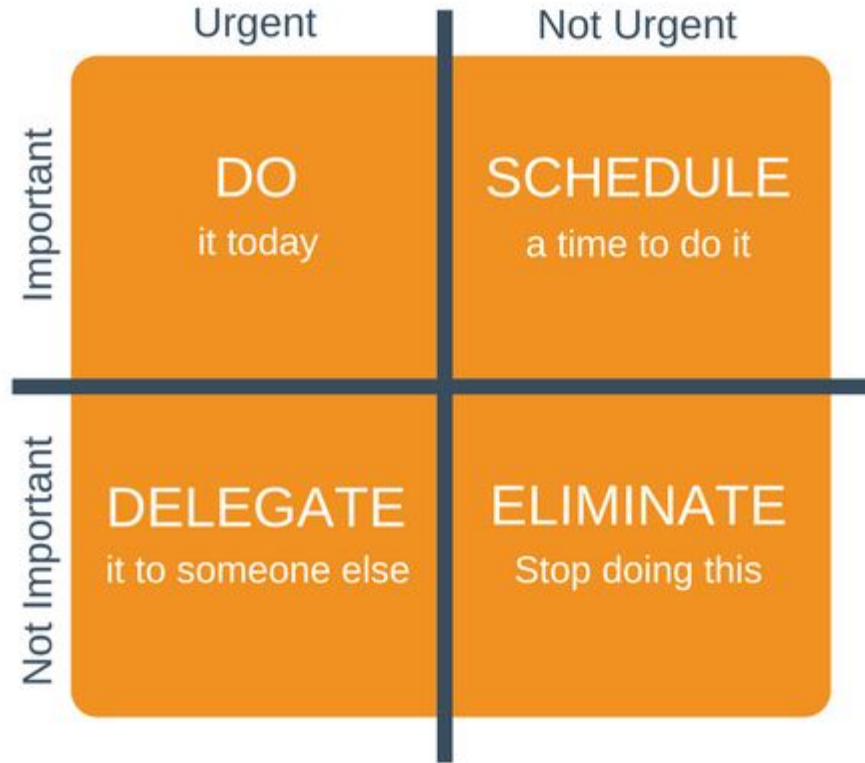 Urgent
Not Urgent
Important
DO
it today
SCHEDULE
a time to do it
Not Important
DELEGATE
it to someone else
ELIMINATE
Stop doing this